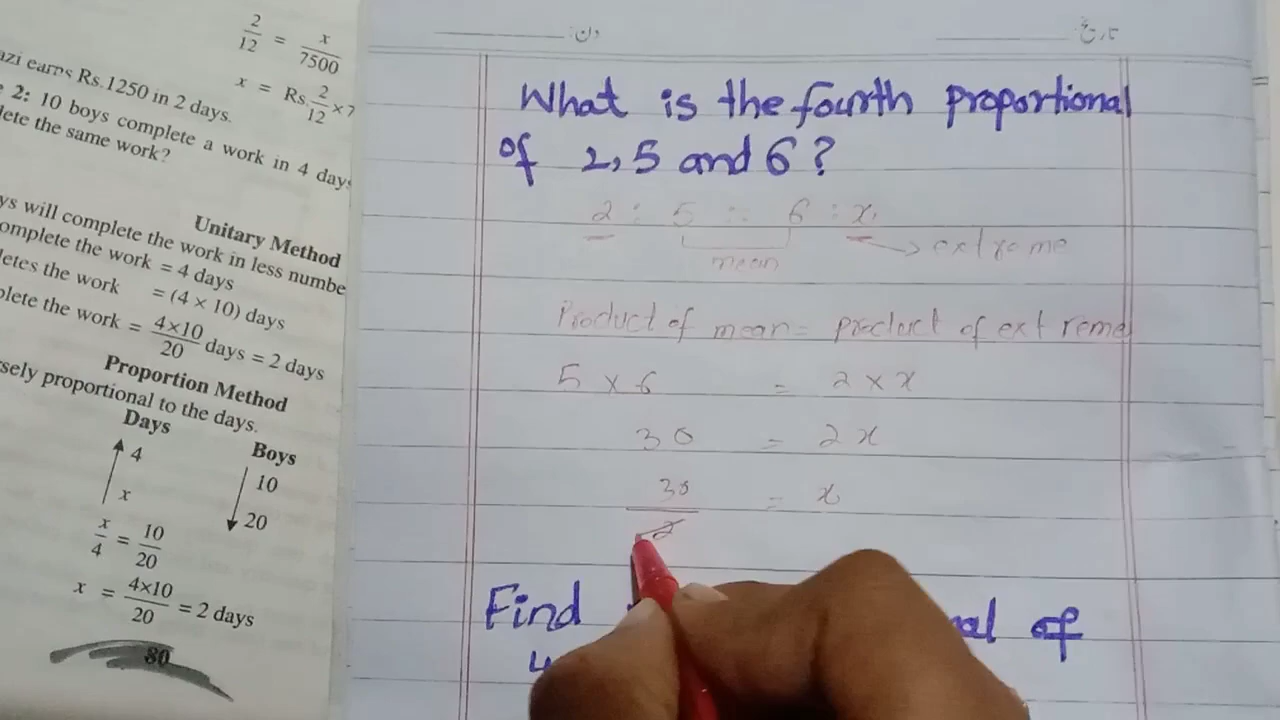 2/12 = x/7500
x = Rs. 2/12 × 7
azi earns Rs.1250 in 2 days.
2: 10 boys complete a work in 4 days
lete the same work?
Unitary Method
ys will complete the work in less numbe
omplete the work = 4 days
letes the work = (4 × 10) days
plete the work = 4×10/20 days = 2 days
Proportion Method
rsely proportional to the days.
Days Boys
4 10
x 20
x/4 = 10/20
x = 4×10/20 = 2 days
80
دن: تاریخ
What is the fourth proportional
of 2, 5 and 6?
2 : 5 :: 6 : x
mean extreme
Product of mean = product of extreme
5 × 6 = 2 × x
30 = 2x
30/2 = x
Find of